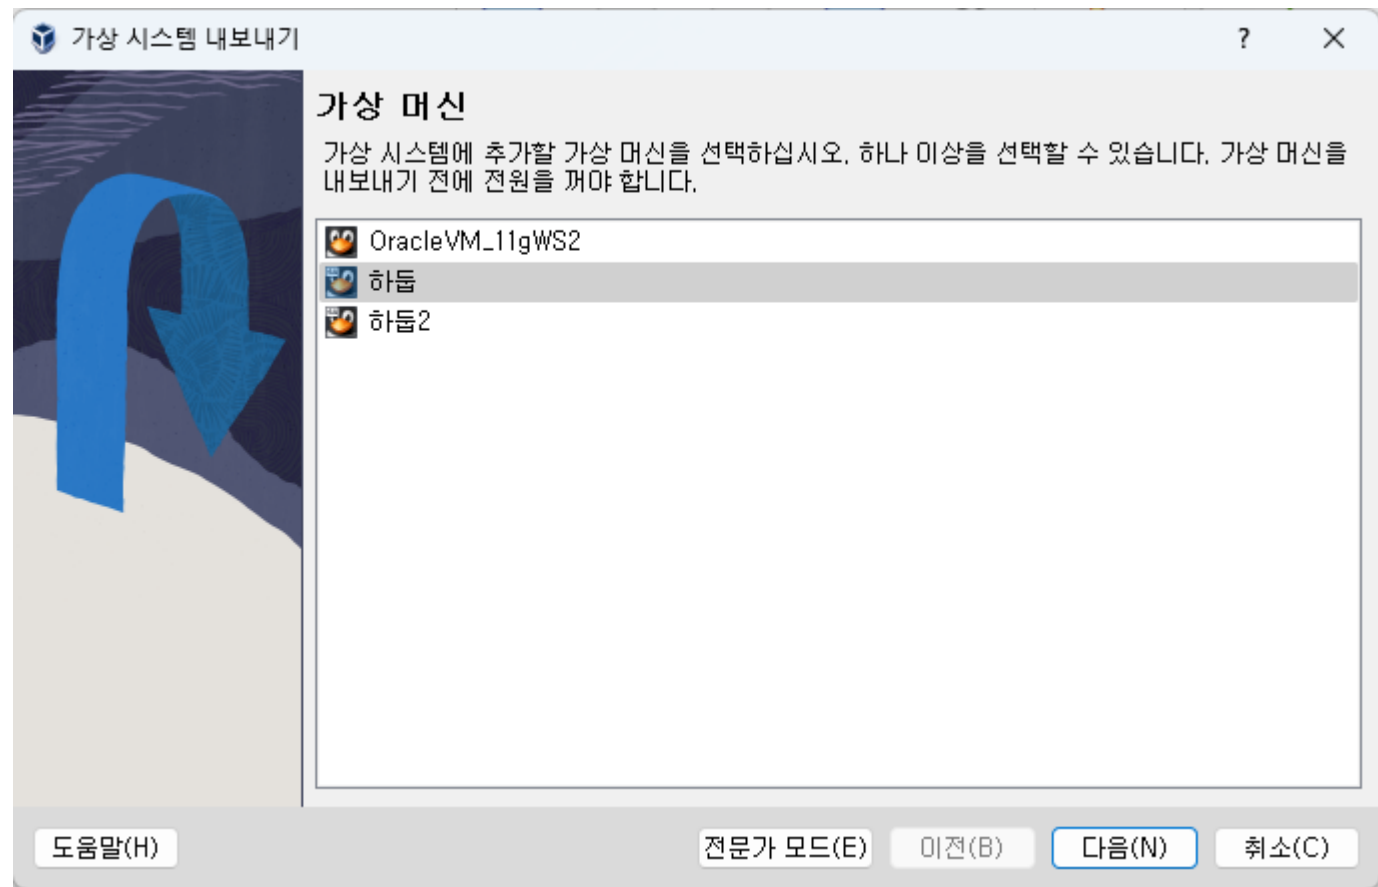 가상 시스템 내보내기
?
가상 머신
가상 시스템에 추가할 가상 머신을 선택하십시오. 하나 이상을 선택할 수 있습니다. 가상 머신을
내보내기 전에 전원을 꺼야 합니다.
OracleVM_11gWS2
하둡
하둡2
도움말(H)
전문가 모드(E)
이전(B)
다음(N)
취소(C)